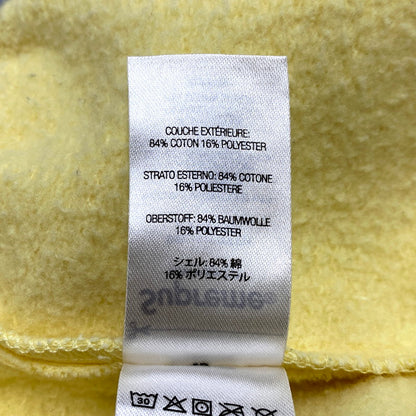 COUCHE EXTÉRIEURE:
84% COTON 16% POLYESTER
STRATO ESTERNO: 84% COTONE
16% POLIESTERE
OBERSTOFF: 84% BAUMWOLLE
16% POLYESTER
シェル: 84% 綿
16% ポリエステル
Supreme
30